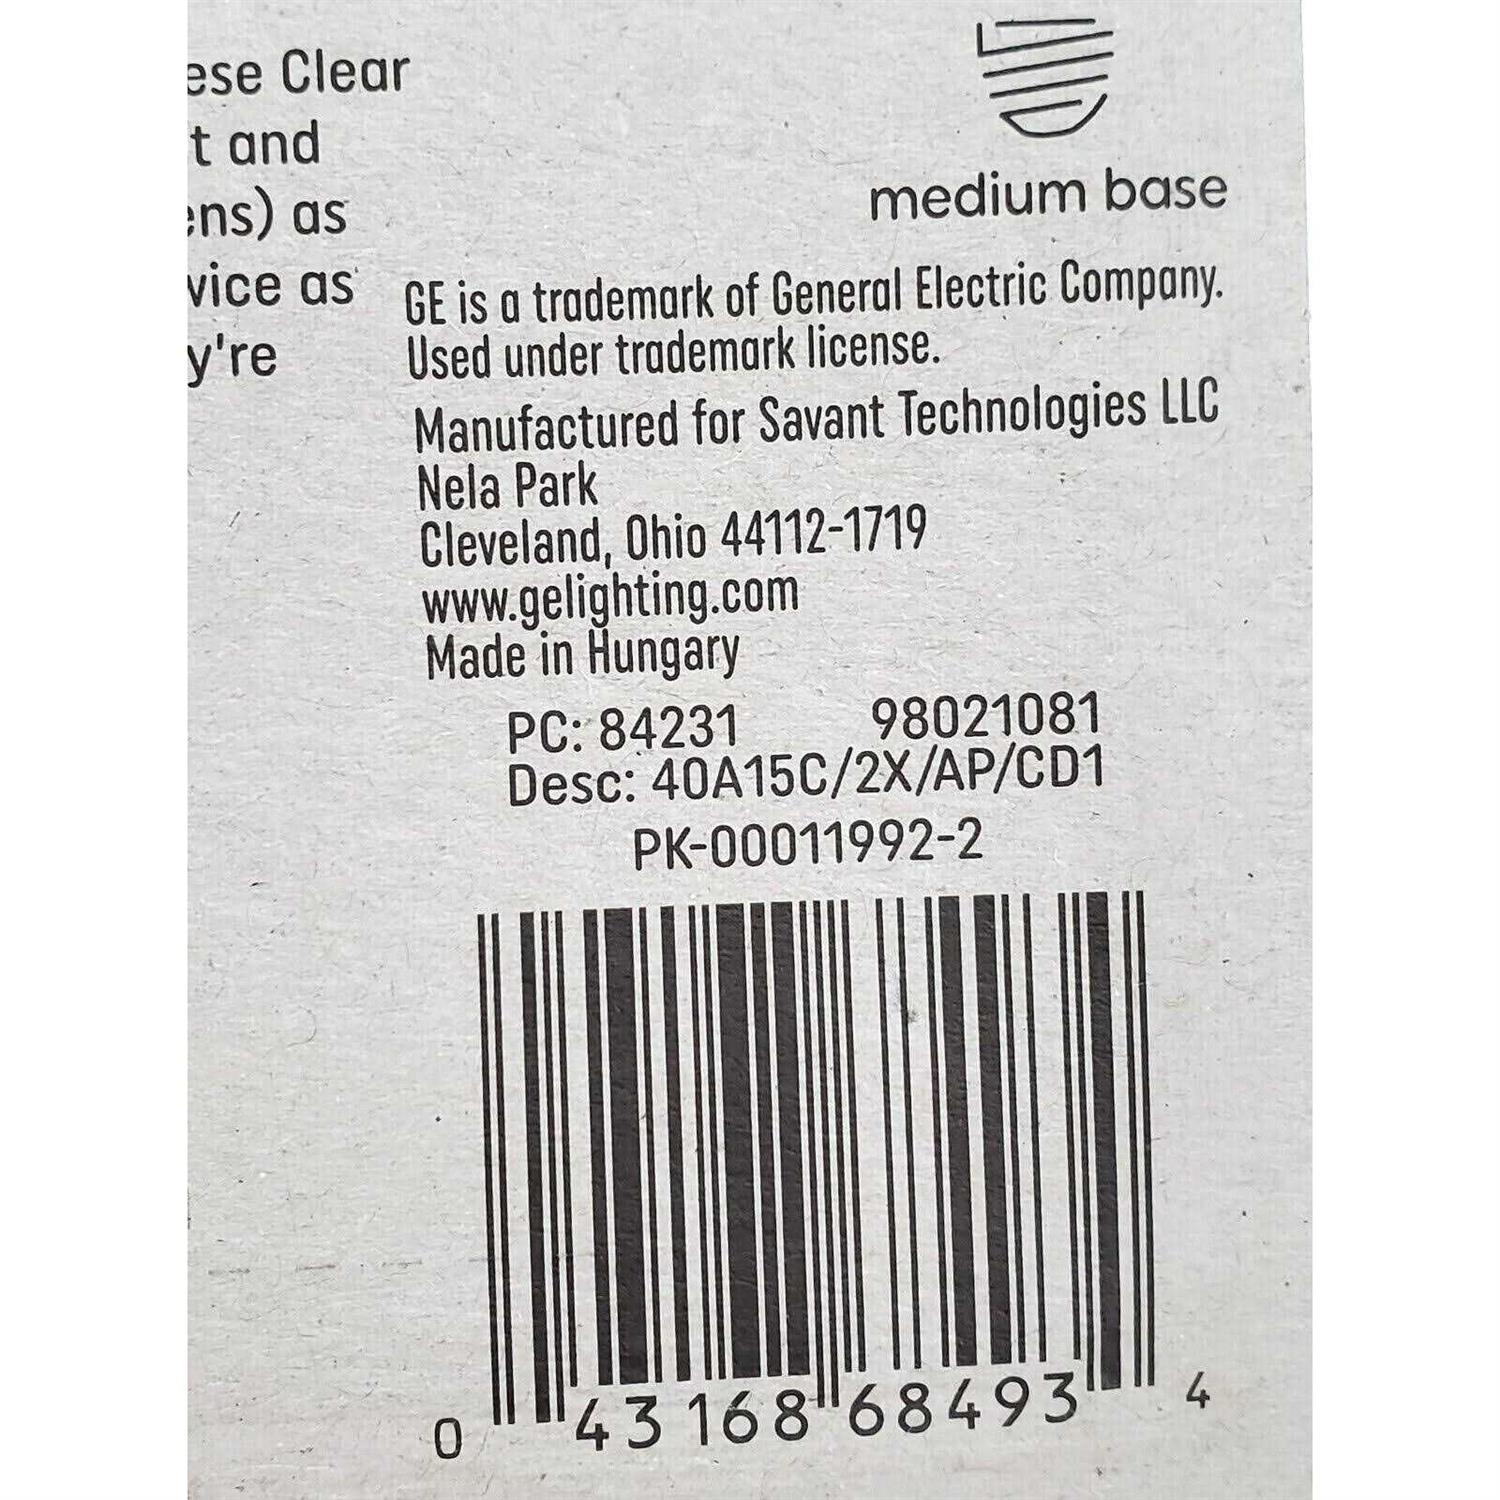 ese Clear
t and
ens) as
vice as
y're
medium base
GE is a trademark of General Electric Company.
Used under trademark license.
Manufactured for Savant Technologies LLC
Nela Park
Cleveland, Ohio 44112-1719
www.gelighting.com
Made in Hungary
PC: 84231 98021081
Desc: 40A15C/2X/AP/CD1
PK-00011992-2
0 43168 68493 4